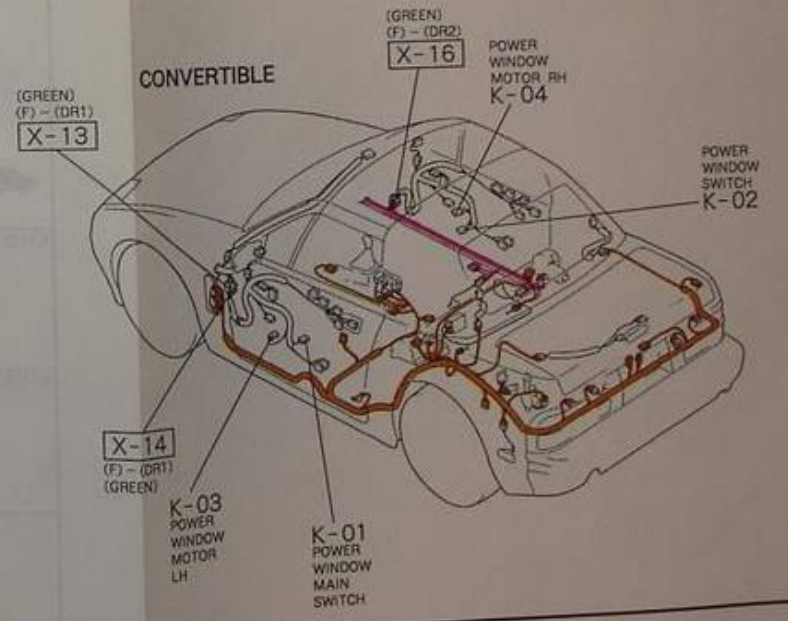 (GREEN)
(F) - (DR2)
X-16
POWER
WINDOW
MOTOR RH
K-04
CONVERTIBLE
(GREEN)
(F) - (DR1)
X-13
POWER
WINDOW
SWITCH
K-02
X-14
(F) - (DR1)
(GREEN)
K-03
POWER
WINDOW
MOTOR
LH
K-01
POWER
WINDOW
MAIN
SWITCH